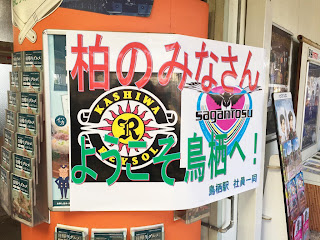 柏のみなさん
KASHIWA
R
REYSOL
sagantosu
ようこそ鳥栖へ!
鳥栖駅 社員一同